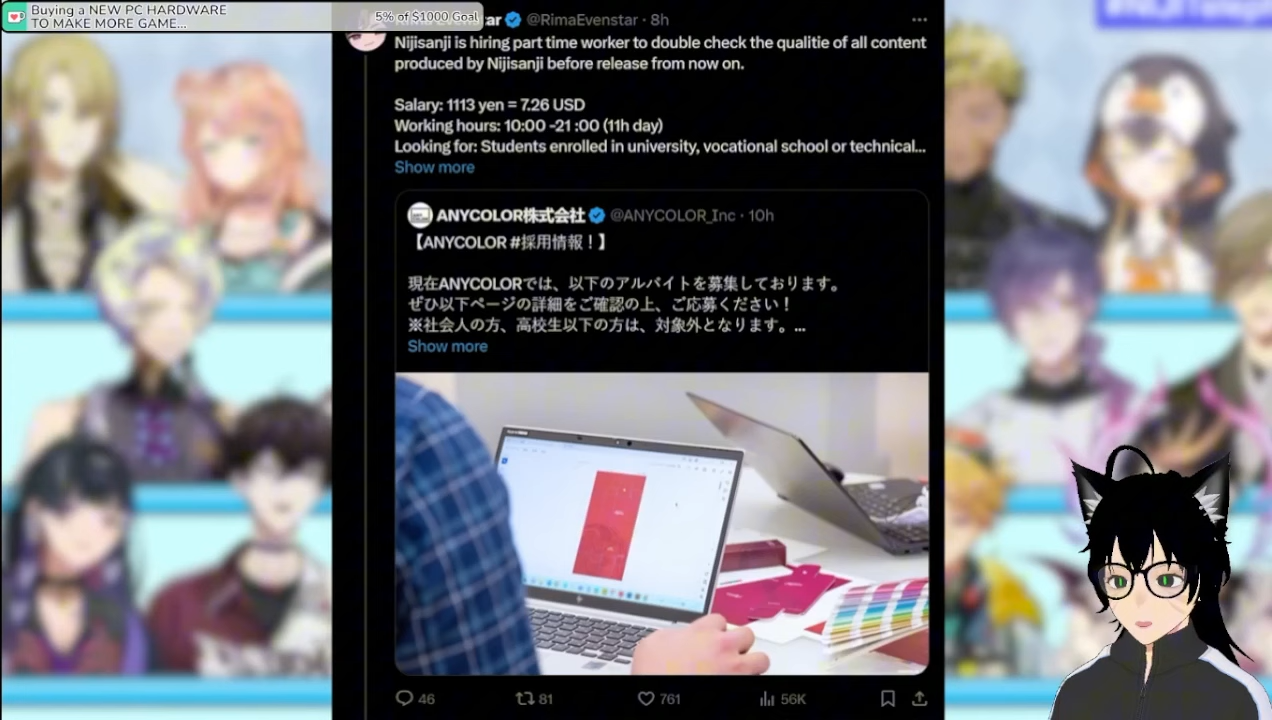 Buying a NEW PC HARDWARE
TO MAKE MORE GAME...
5% of $1000 Goal
@RimaEvenstar · 8h
Nijisanji is hiring part time worker to double check the qualitie of all content
produced by Nijisanji before release from now on.
Salary: 1113 yen = 7.26 USD
Working hours: 10:00 -21 :00 (11h day)
Looking for: Students enrolled in university, vocational school or technical...
Show more
ANYCOLOR株式会社 @ANYCOLOR_Inc · 10h
【ANYCOLOR #採用情報！】
現在ANYCOLORでは、以下のアルバイトを募集しております。
ぜひ以下ページの詳細をご確認の上、ご応募ください！
※社会人の方、高校生以下の方は、対象外となります。...
Show more
46 81 761 56K